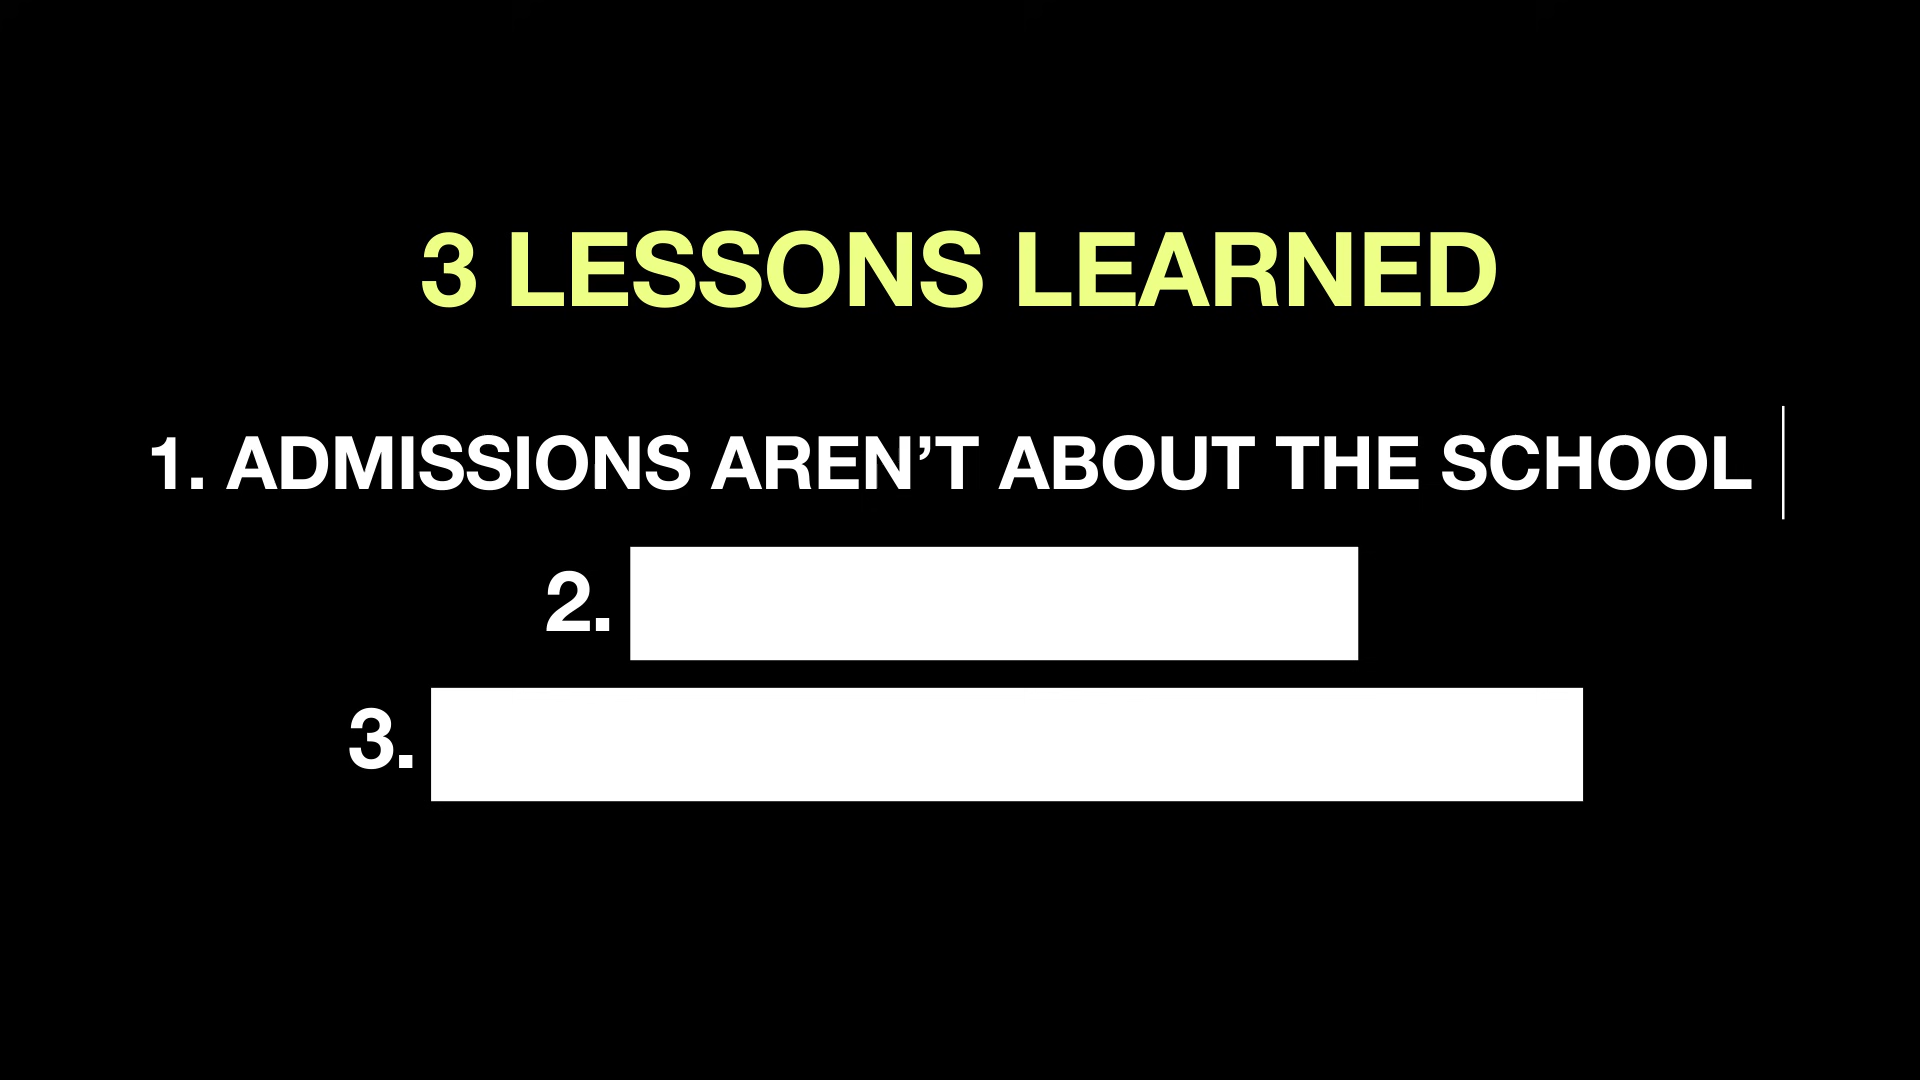 3 LESSONS LEARNED
1. ADMISSIONS AREN’T ABOUT THE SCHOOL
2.
3.